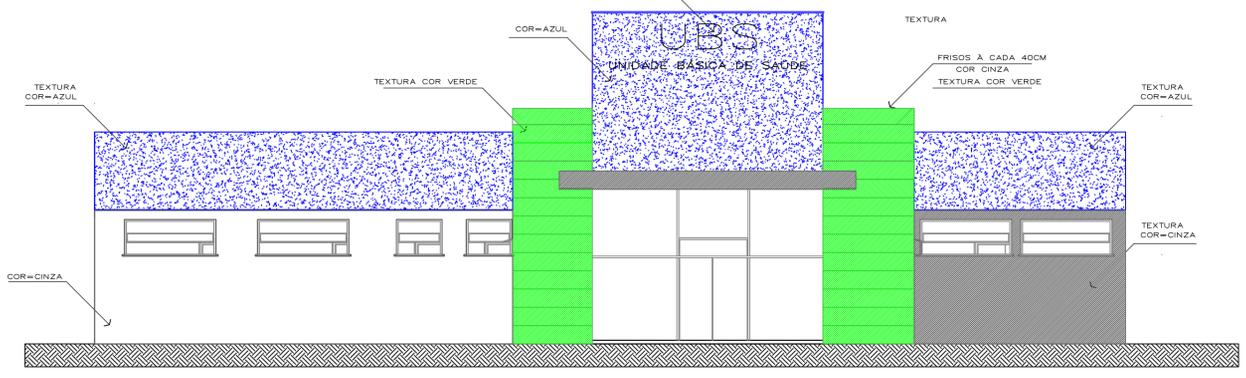 TEXTURA
COR=AZUL
COR=AZUL
TEXTURA COR VERDE
UBS
UNIDADE BÁSICA DE SAÚDE
TEXTURA
FRISOS À CADA 40CM
COR CINZA
TEXTURA COR VERDE
TEXTURA
COR=AZUL
TEXTURA
COR=CINZA
COR=CINZA